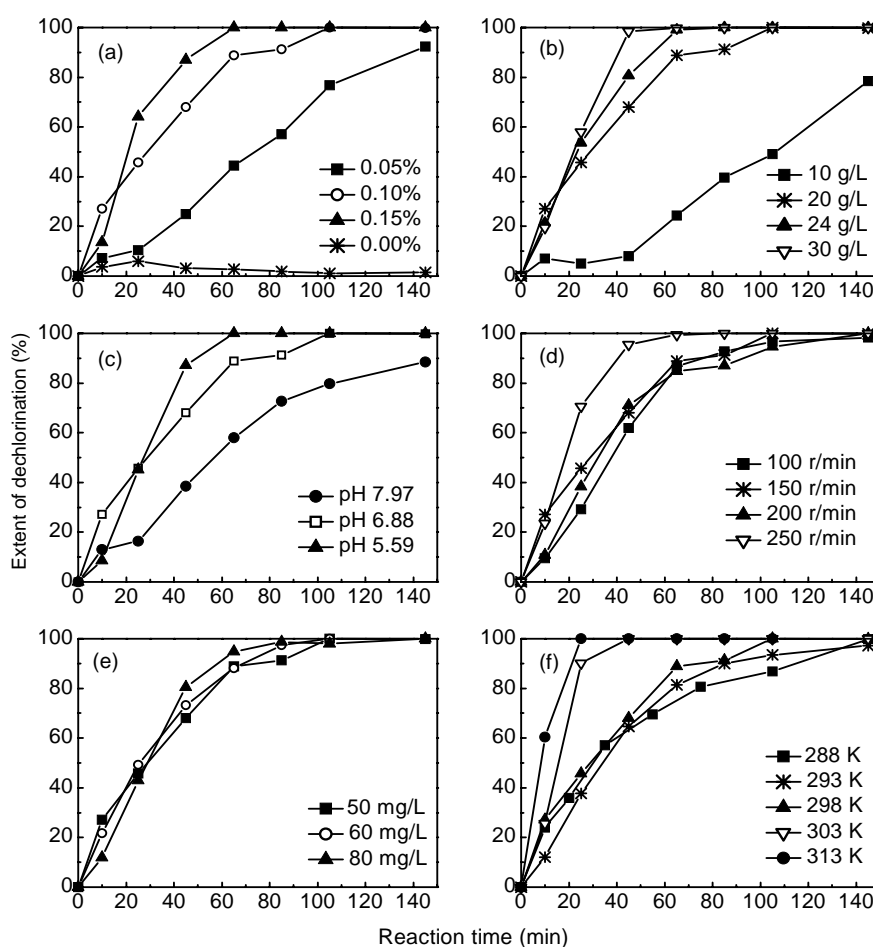 (a)
100
80
60
40
20
0
0 20 40 60 80 100 120 140
0.05%
0.10%
0.15%
0.00%
(b)
100
80
60
40
20
0
0 20 40 60 80 100 120 140
10 g/L
20 g/L
24 g/L
30 g/L
Extent of dechlorination (%)
(c)
100
80
60
40
20
0
0 20 40 60 80 100 120 140
pH 7.97
pH 6.88
pH 5.59
(d)
100
80
60
40
20
0
0 20 40 60 80 100 120 140
100 r/min
150 r/min
200 r/min
250 r/min
(e)
100
80
60
40
20
0
0 20 40 60 80 100 120 140
50 mg/L
60 mg/L
80 mg/L
(f)
100
80
60
40
20
0
0 20 40 60 80 100 120 140
288 K
293 K
298 K
303 K
313 K
Reaction time (min)